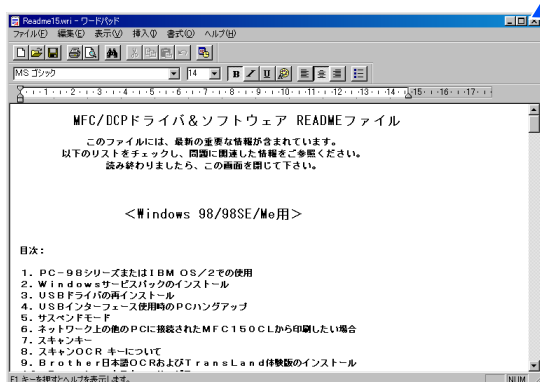 Readme15.wri - ワードパッド
ファイル(F) 編集(E) 表示(V) 挿入(I) 書式(O) ヘルプ(H)
MS ゴシック 14 B U
1 2 3 4 5 6 7 8 9 10 11 12 13 14 15 16 17
MFC/DCPドライバ&ソフトウェア READMEファイル
このファイルには、最新の重要な情報が含まれています。
以下のリストをチェックし、問題に関連した情報をご参照ください。
読み終わりましたら、この画面を閉じて下さい。
<Windows 98/98SE/Me用>
目次:
1. PC-98シリーズまたはIBM OS/2での使用
2. Windowsサービスパックのインストール
3. USBドライバの再インストール
4. USBインターフェース使用時のPCハングアップ
5. サスペンドモード
6. ネットワーク上の他のPCに接続されたMFC150CLから印刷したい場合
7. スキャンキー
8. スキャンOCR キーについて
9. Brother日本語OCRおよびTransLand体験版のインストール
F1 キーを押すとヘルプを表示します。
NUM